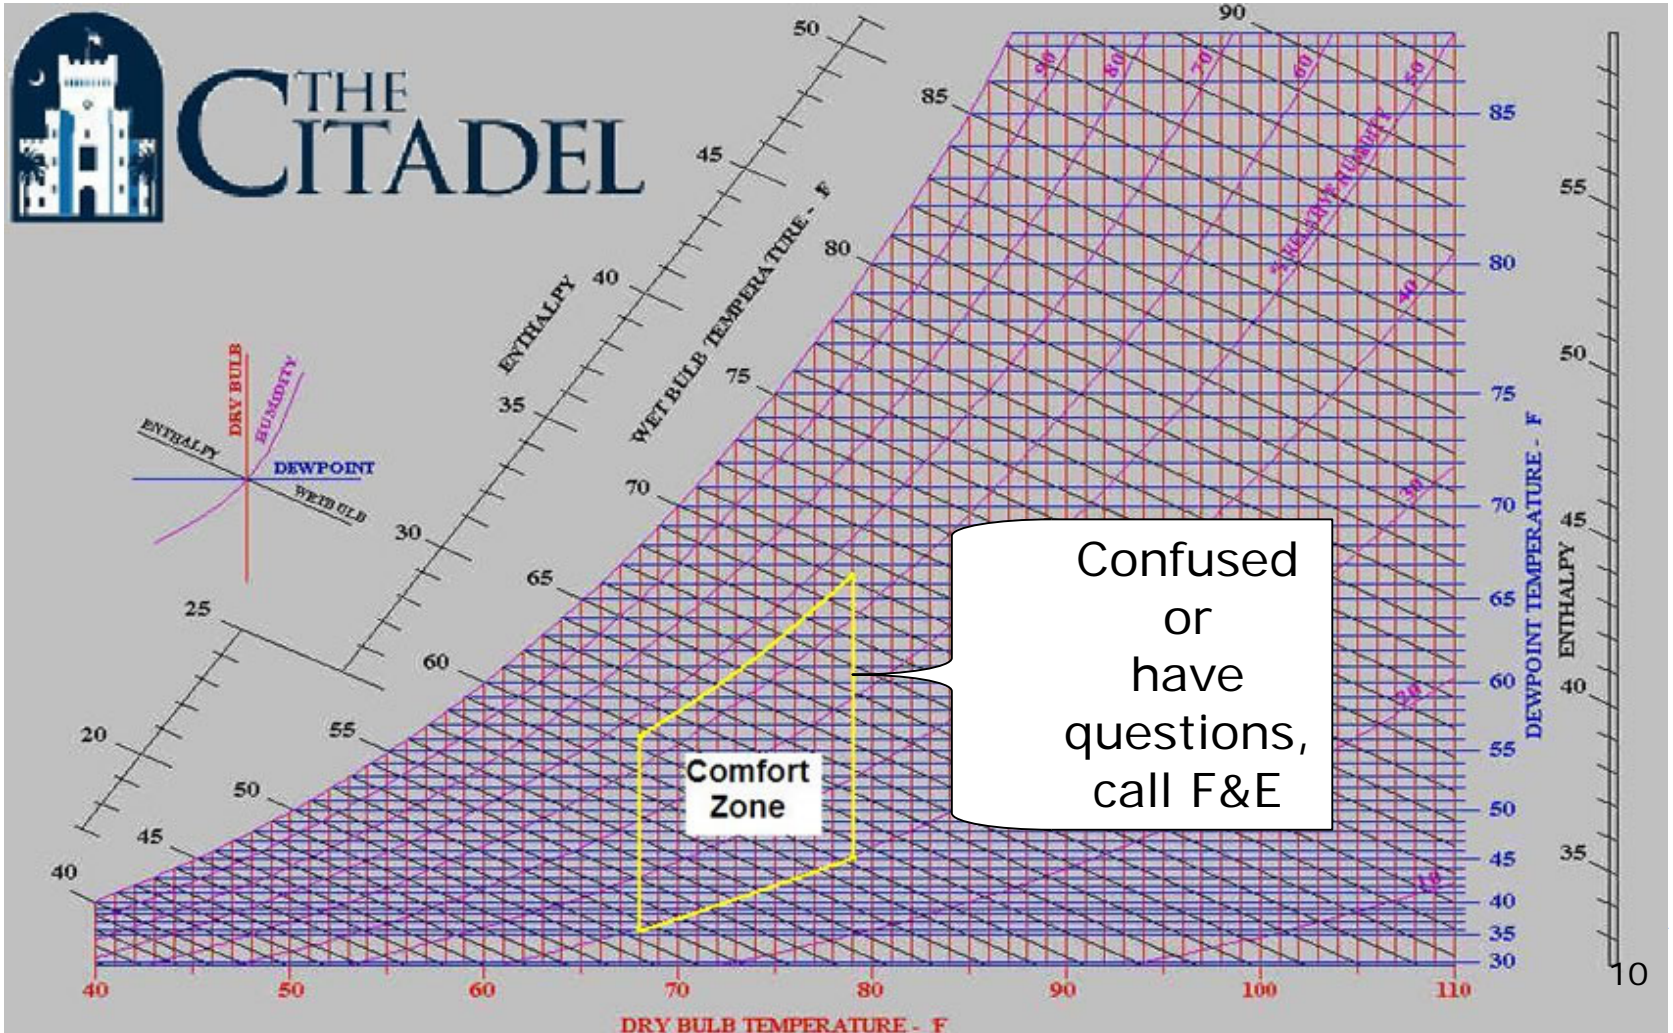 THE
CITADEL
ENTHALPY
50
45
40
35
30
25
20
WET BULB TEMPERATURE - F
90
85
80
75
70
65
60
55
50
45
40
90
80
70
60
50
% RELATIVE HUMIDITY
40
30
20
10
DRY BULB
HUMIDITY
ENTHALPY
DEWPOINT
WETBULB
Comfort
Zone
Confused
or
have
questions,
call F&E
85
80
75
70
65
60
55
50
45
40
35
30
DEWPOINT TEMPERATURE - F
55
50
45
40
35
ENTHALPY
40 50 60 70 80 90 100 110
DRY BULB TEMPERATURE - F
10